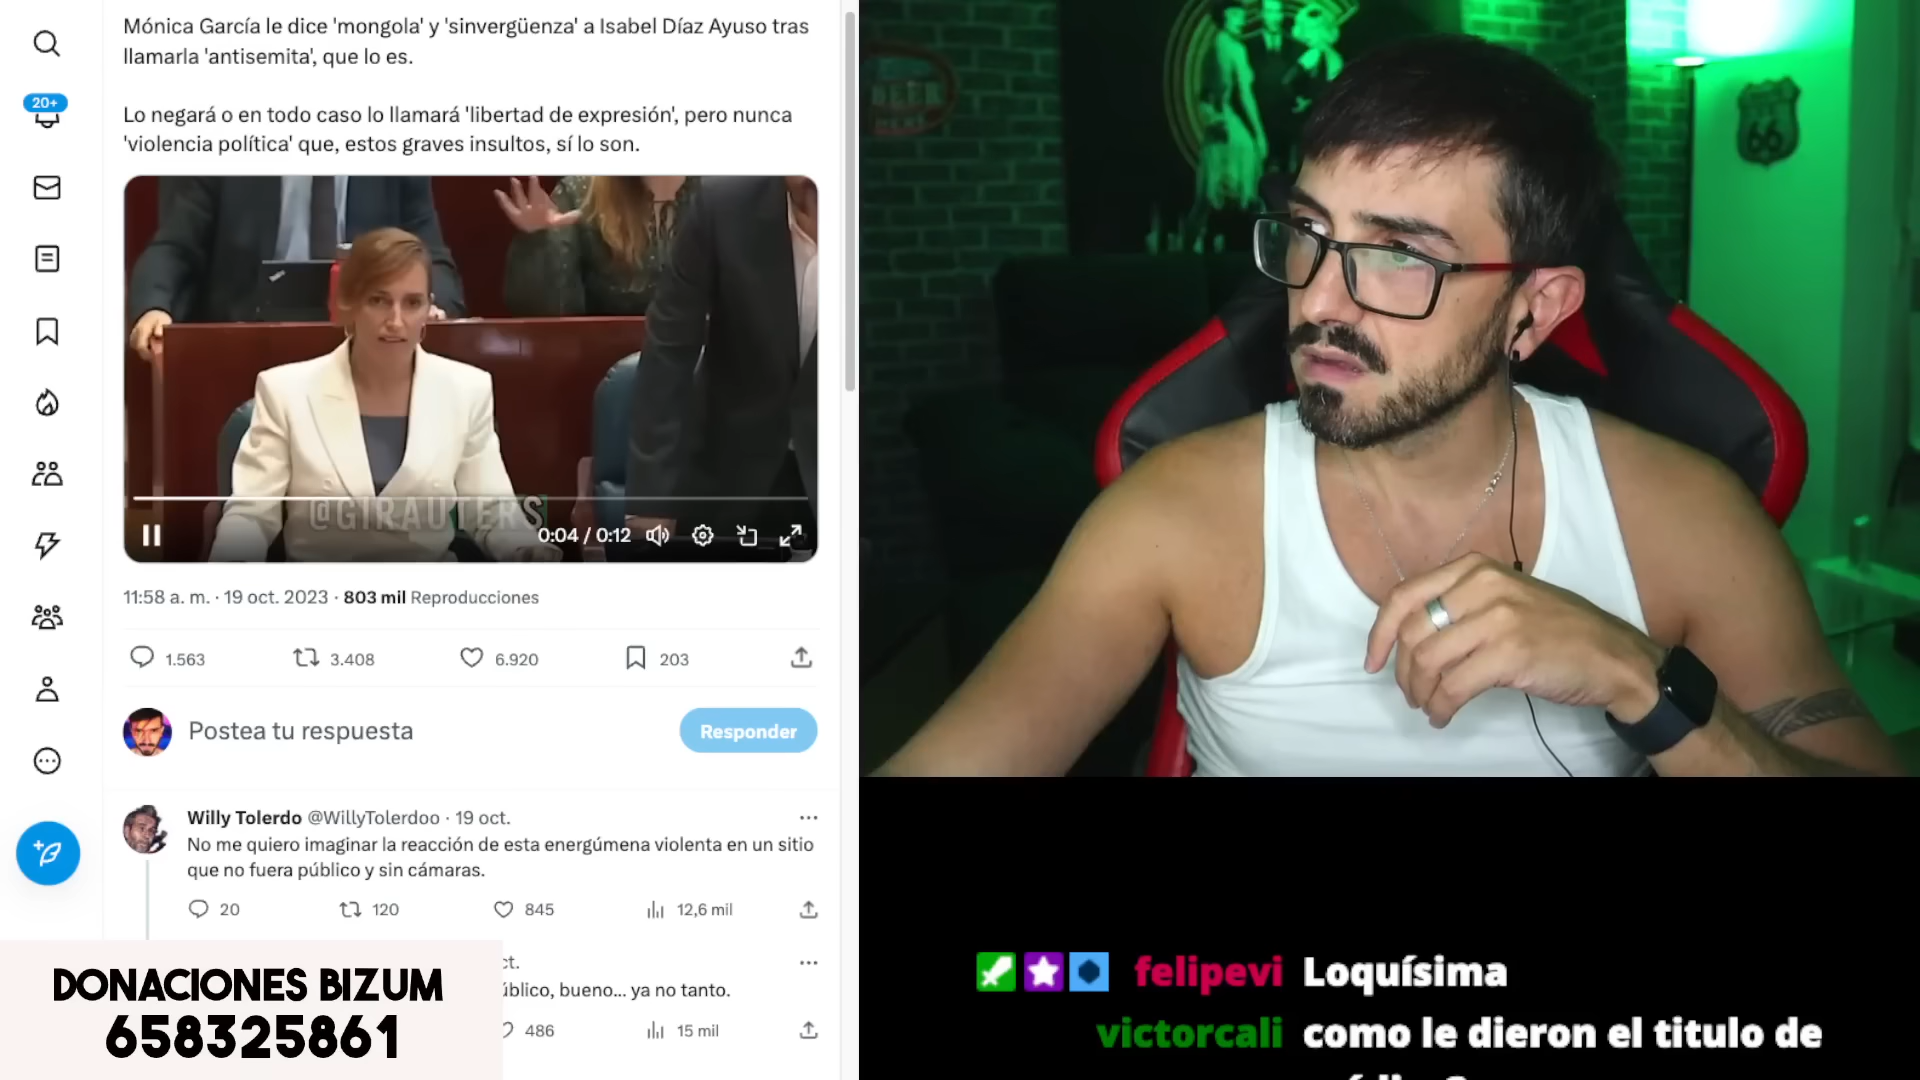 Mónica García le dice 'mongola' y 'sinvergüenza' a Isabel Díaz Ayuso tras
llamarla 'antisemita', que lo es.
Lo negará o en todo caso lo llamará 'libertad de expresión', pero nunca
'violencia política' que, estos graves insultos, sí lo son.
20+
@GIRAUTERS
0:04 / 0:12
11:58 a. m. · 19 oct. 2023 · 803 mil Reproducciones
1.563
3.408
6.920
203
Postea tu respuesta
Responder
Willy Tolerdo @WillyTolerdoo · 19 oct.
No me quiero imaginar la reacción de esta energúmena violenta en un sitio
que no fuera público y sin cámaras.
20
120
845
12,6 mil
ct.
úblico, bueno... ya no tanto.
486
15 mil
DONACIONES BIZUM
658325861
66
felipevi Loquísima
victorcali como le dieron el titulo de